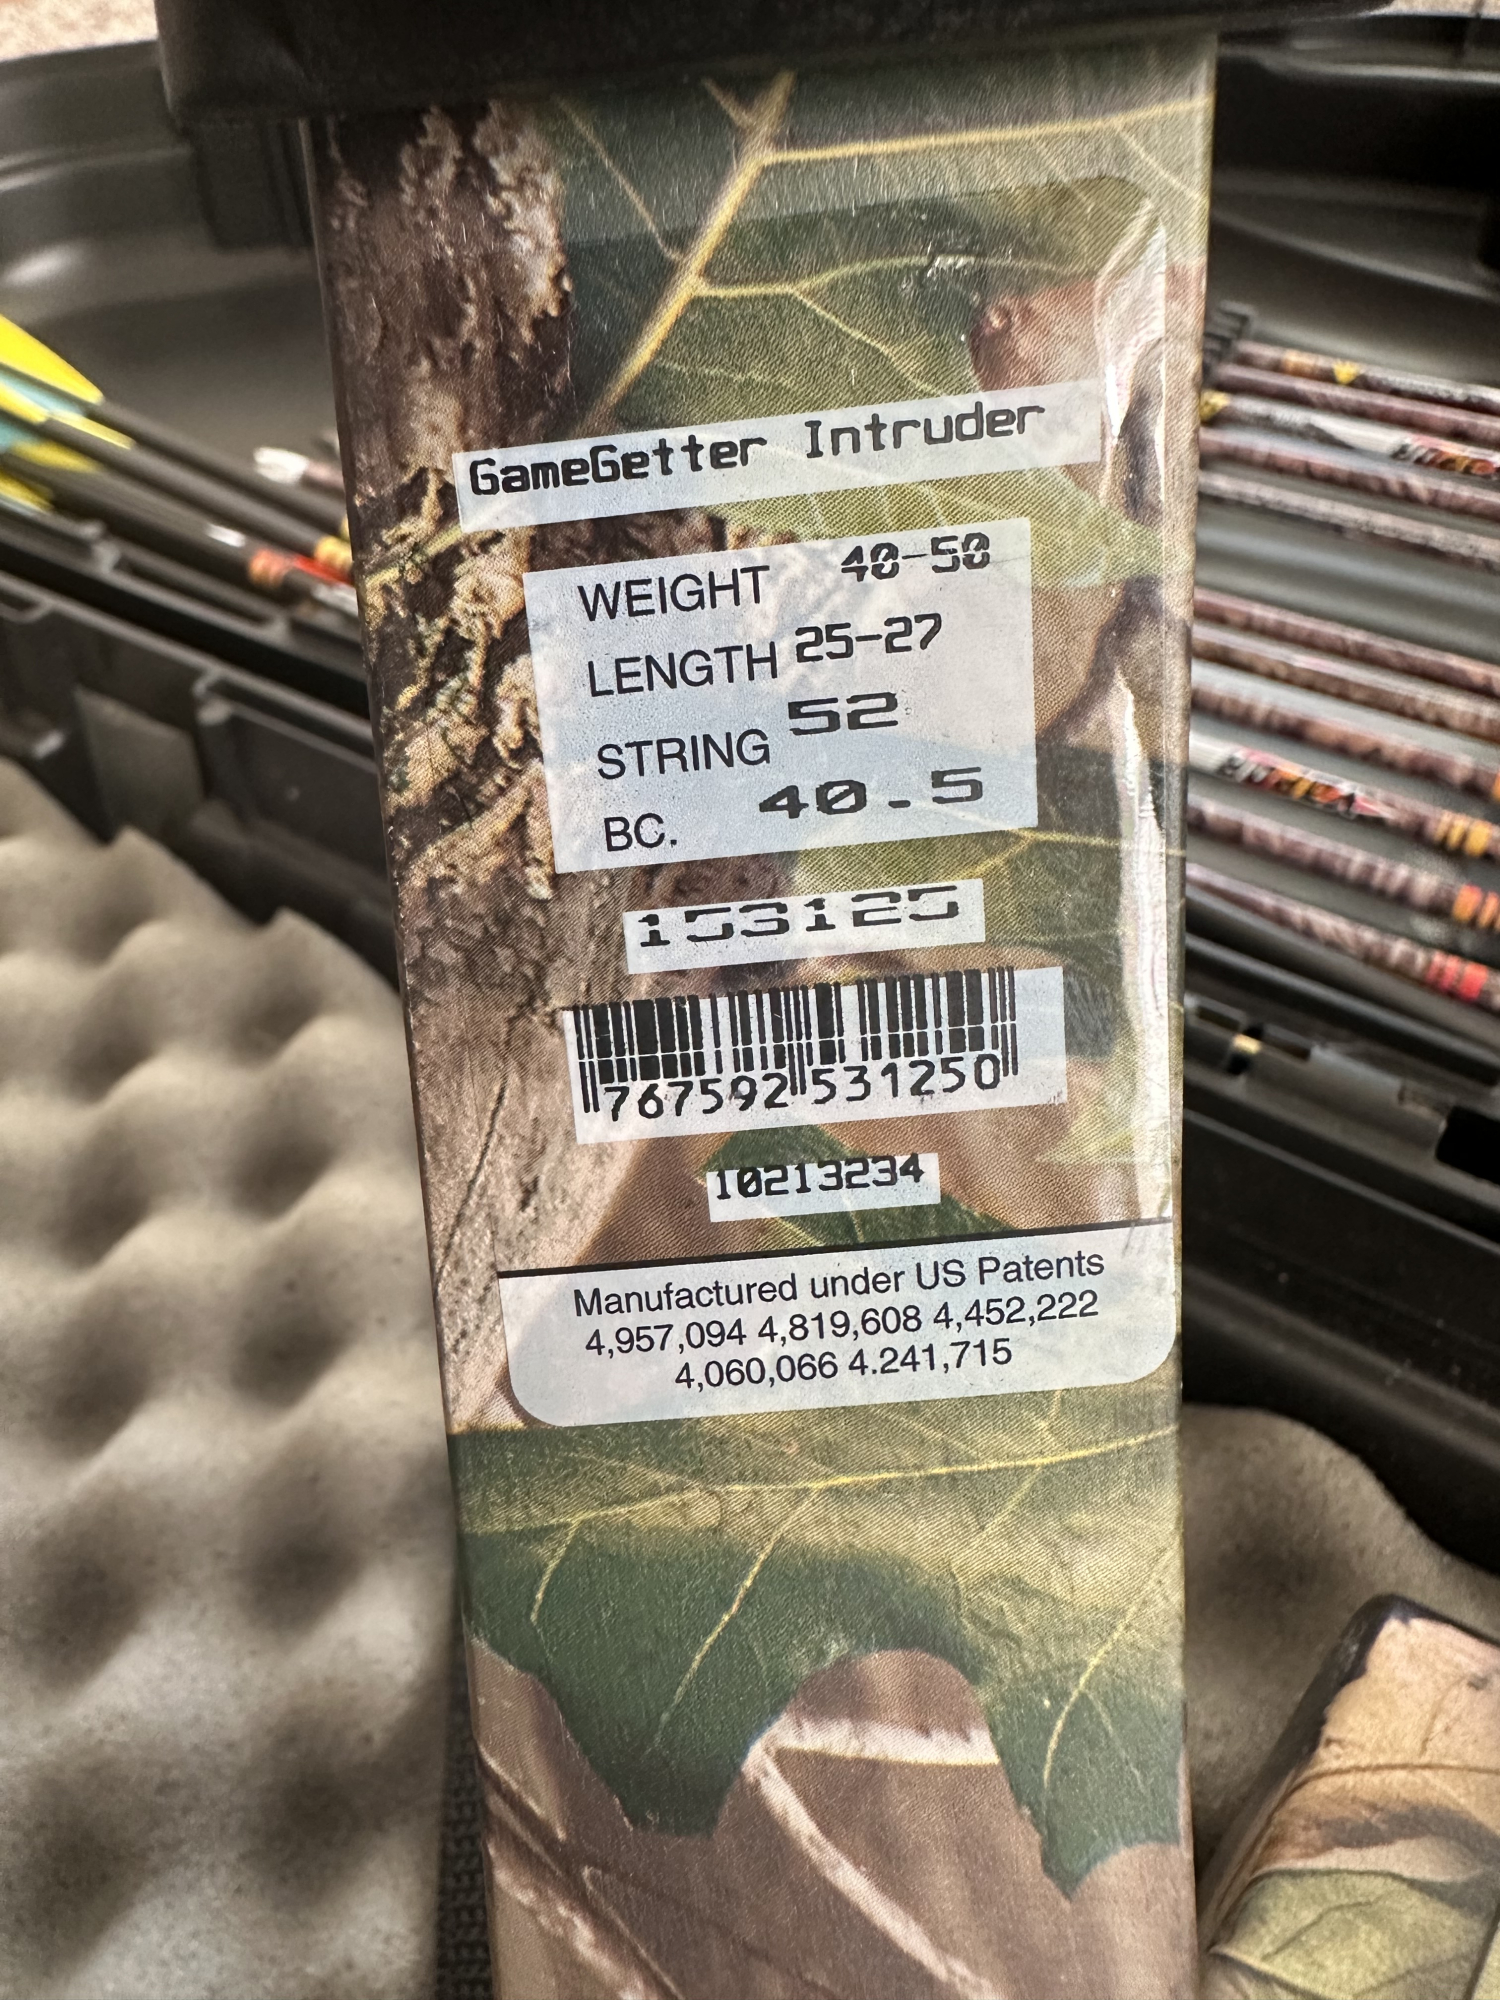 GameGetter Intruder
WEIGHT 40-50
LENGTH 25-27
STRING 52
BC. 40.5
153125
767592 531250
10213234
Manufactured under US Patents
4,957,094 4,819,608 4,452,222
4,060,066 4.241,715